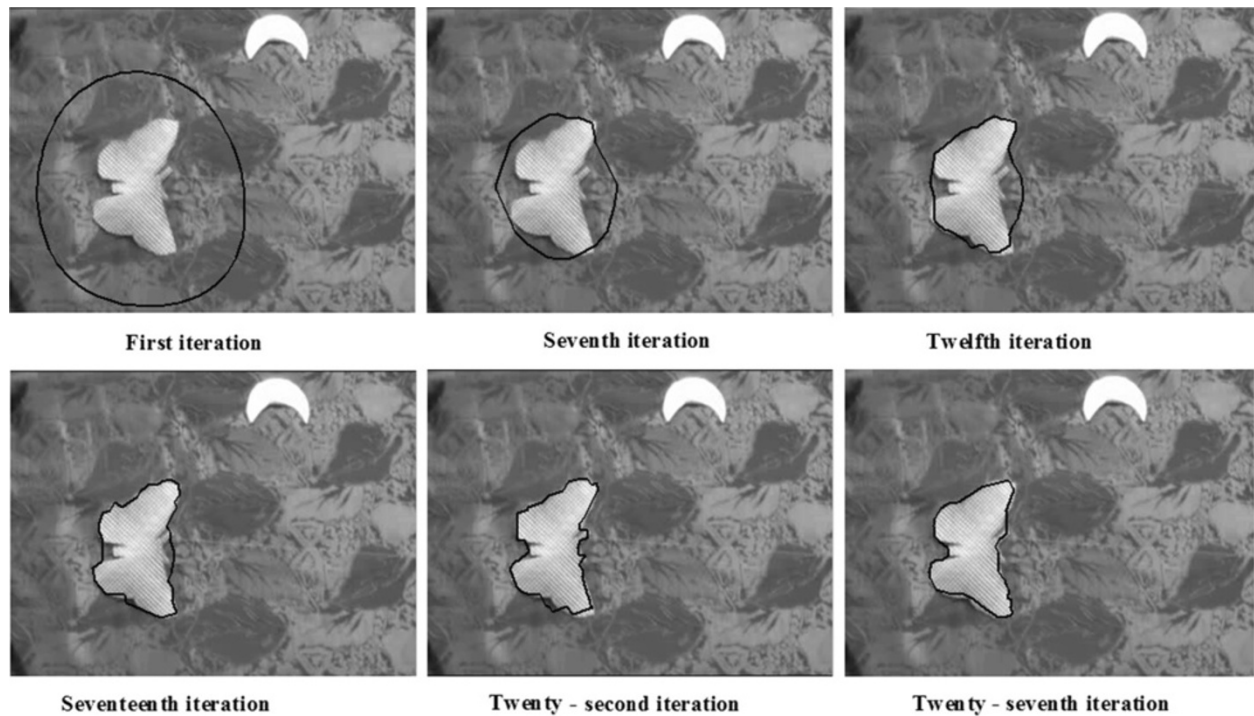 First iteration
Seventh iteration
Twelfth iteration
Seventeenth iteration
Twenty - second iteration
Twenty - seventh iteration